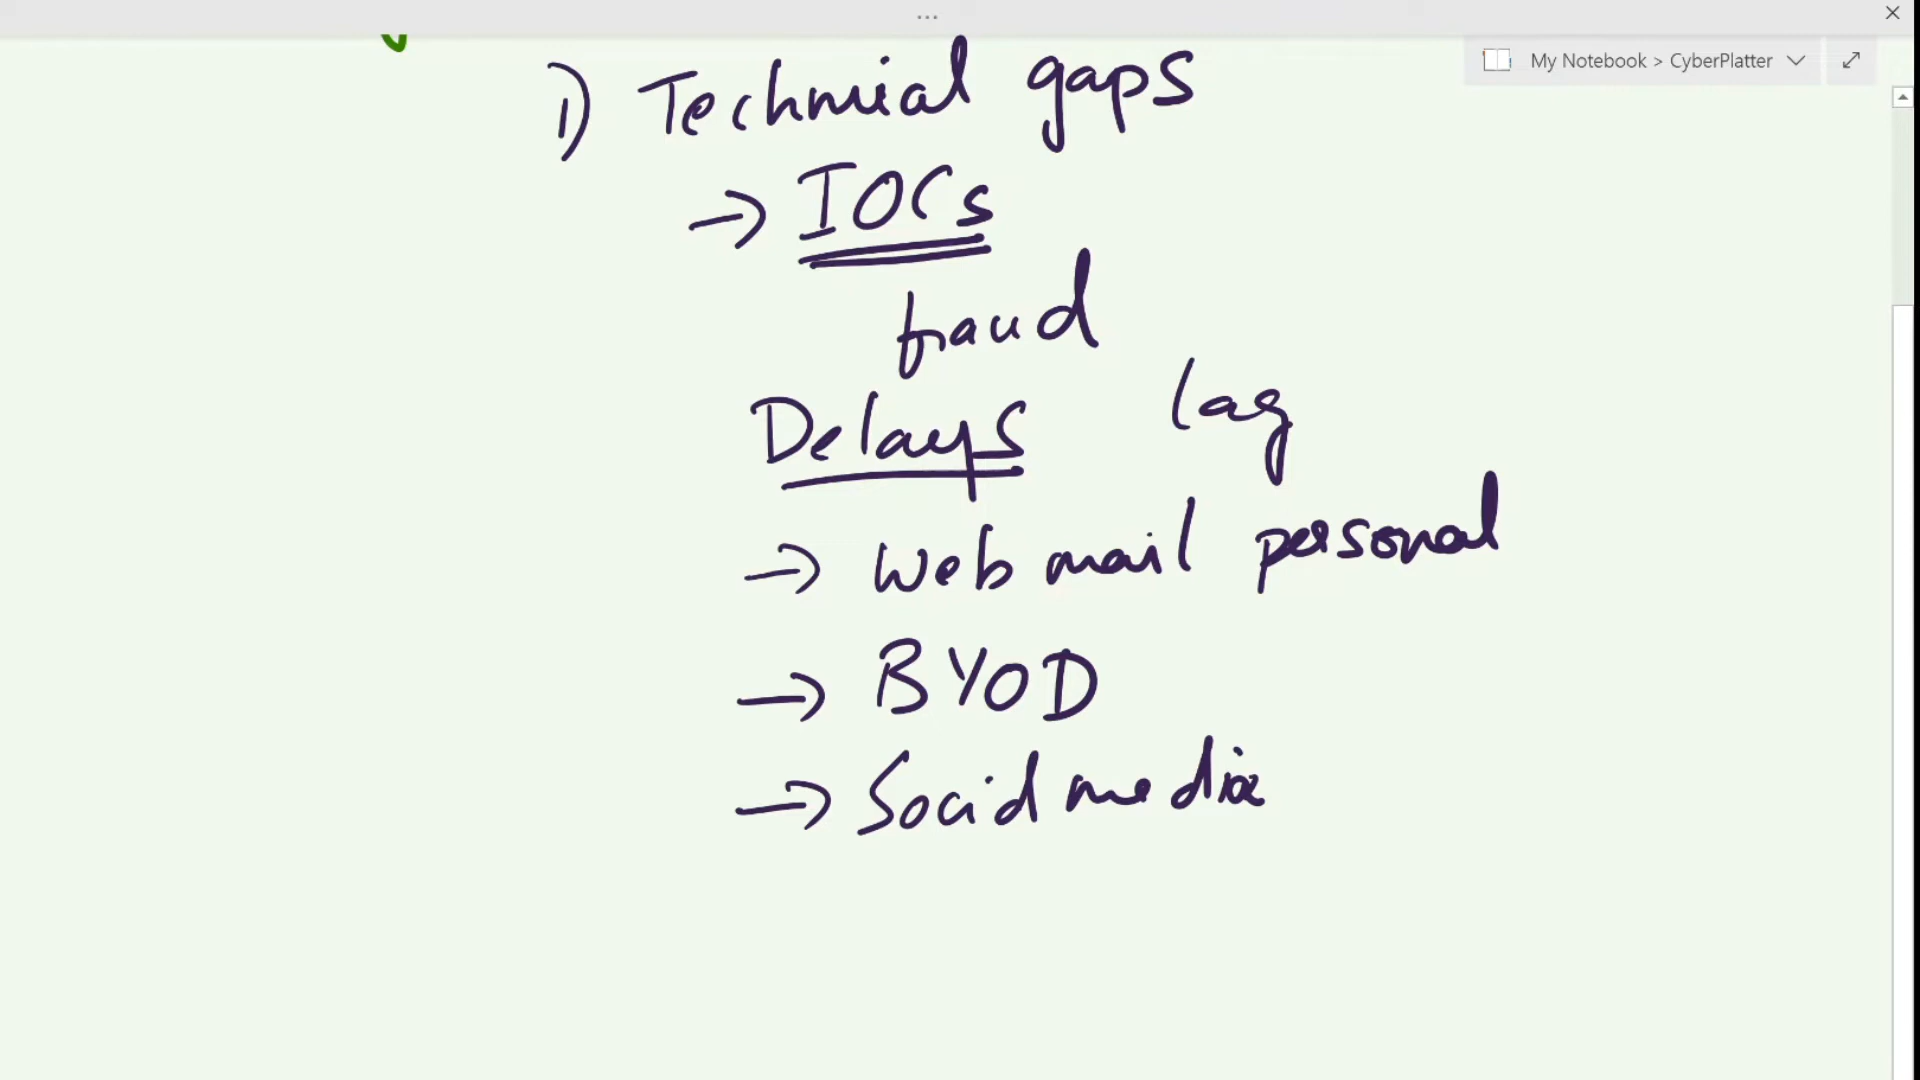 ...
My Notebook > CyberPlatter
1) Technical gaps
→ IOCs
fraud
Delays lag
→ Web mail personal
→ BYOD
→ Social media